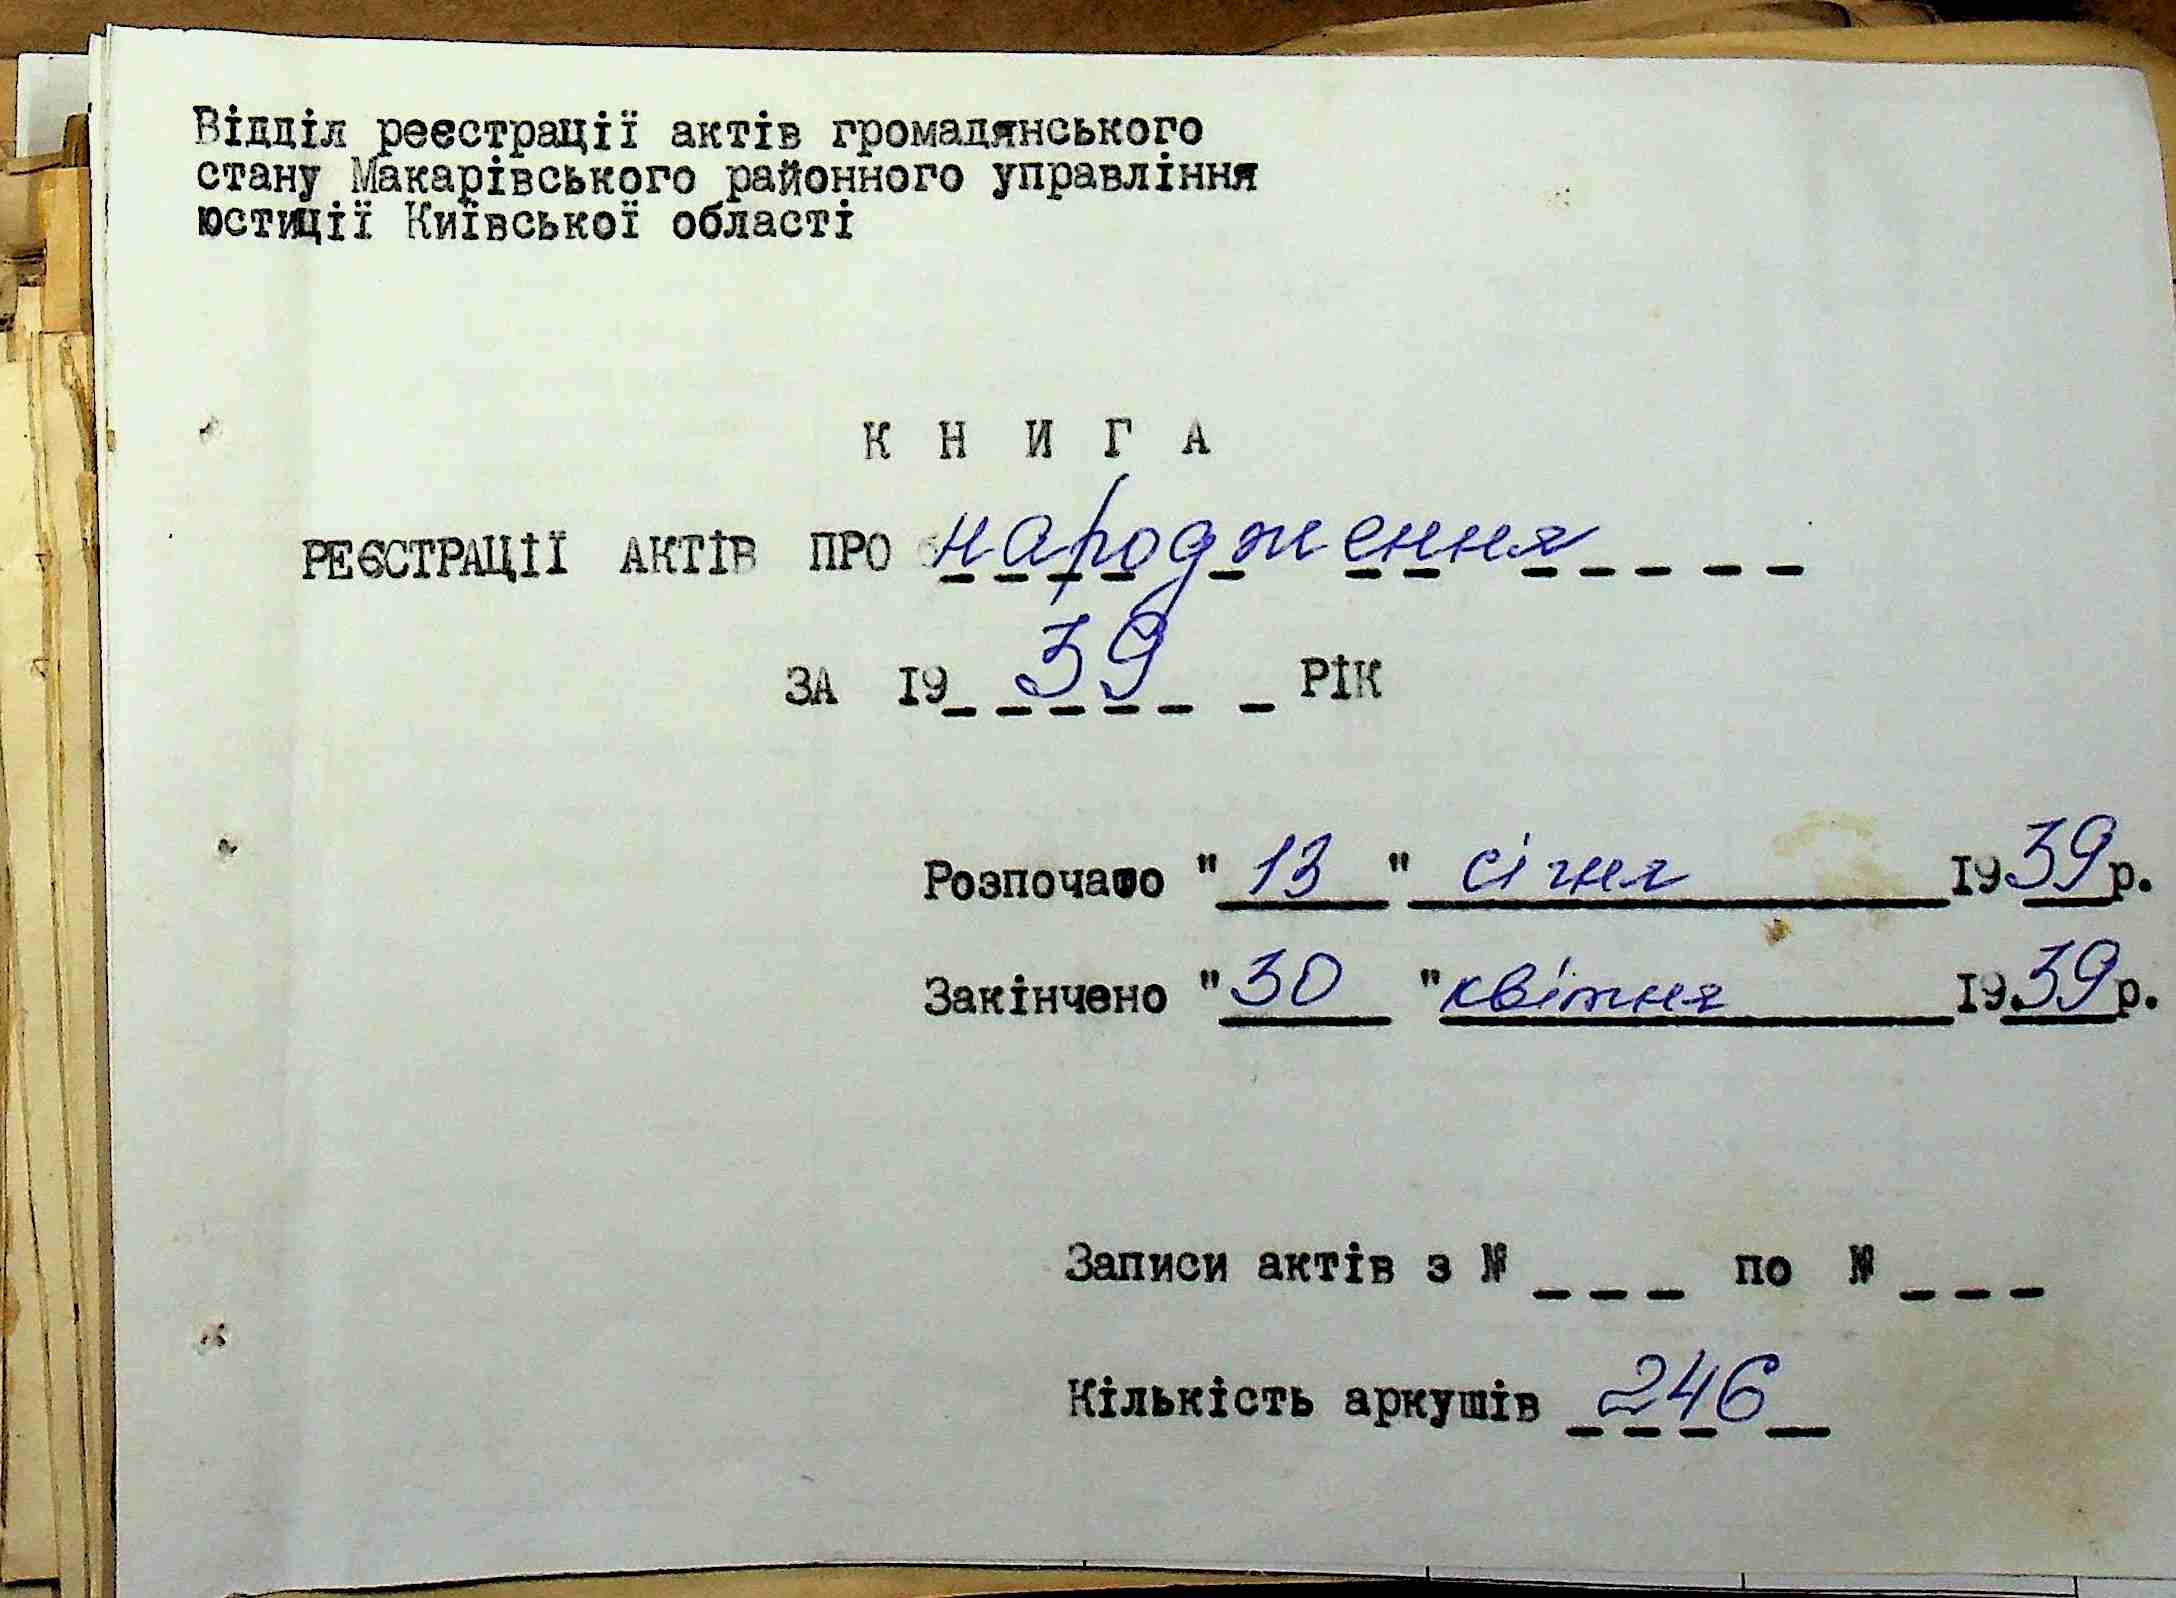 Відділ реєстрації актів громадянського
стану Макарівського районного управління
юстиції Київської області
К Н И Г А
РЕЄСТРАЦІЇ АКТІВ ПРО народження
ЗА 1939 РІК
Розпочато "13" січня 1939р.
Закінчено "30" квітня 1939р.
Записи актів з № _ _ _ по № _ _ _
Кількість аркушів 246